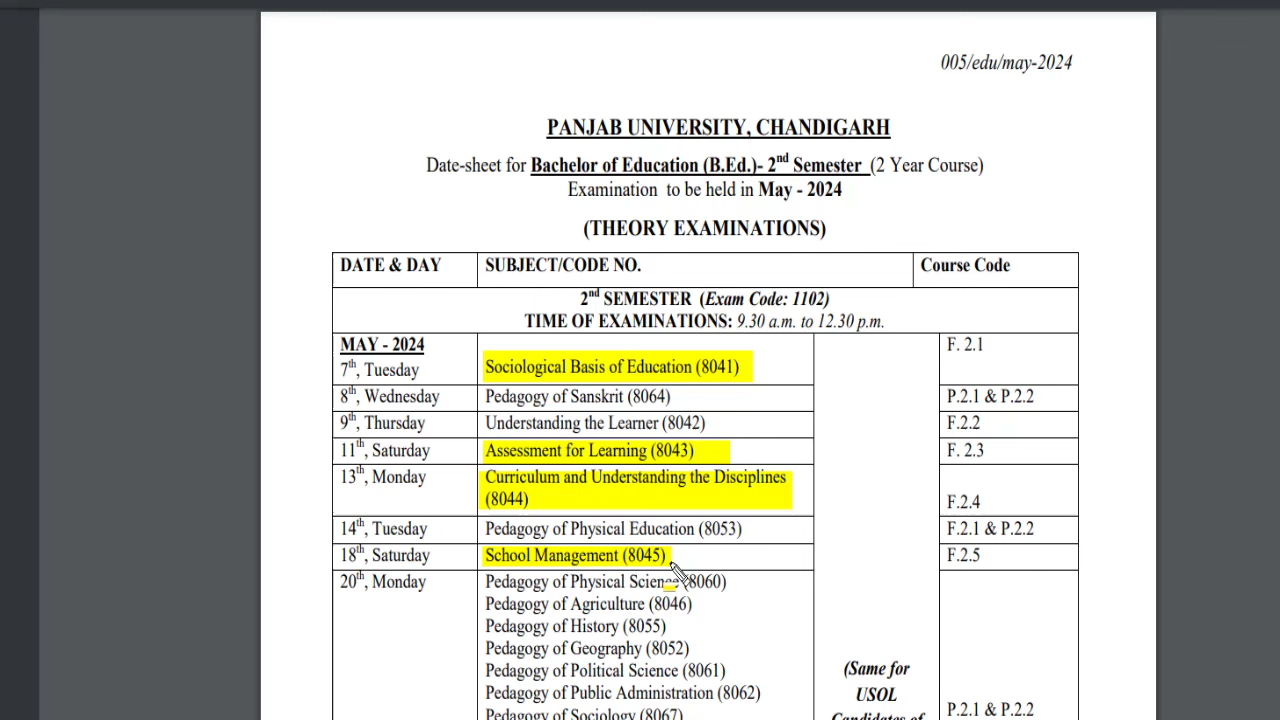 005/edu/may-2024
PANJAB UNIVERSITY, CHANDIGARH
Date-sheet for Bachelor of Education (B.Ed.)- 2nd Semester (2 Year Course)
Examination to be held in May - 2024
(THEORY EXAMINATIONS)
DATE & DAY SUBJECT/CODE NO. Course Code
2nd SEMESTER (Exam Code: 1102)
TIME OF EXAMINATIONS: 9.30 a.m. to 12.30 p.m.
MAY - 2024 F. 2.1
7th, Tuesday Sociological Basis of Education (8041)
8th, Wednesday Pedagogy of Sanskrit (8064) P.2.1 & P.2.2
9th, Thursday Understanding the Learner (8042) F.2.2
11th, Saturday Assessment for Learning (8043) F. 2.3
13th, Monday Curriculum and Understanding the Disciplines
(8044) F.2.4
14th, Tuesday Pedagogy of Physical Education (8053) F.2.1 & P.2.2
18th, Saturday School Management (8045) F.2.5
20th, Monday Pedagogy of Physical Science (8060)
Pedagogy of Agriculture (8046)
Pedagogy of History (8055)
Pedagogy of Geography (8052)
Pedagogy of Political Science (8061) (Same for
Pedagogy of Public Administration (8062) USOL
Pedagogy of Sociology (8067) Candidates of P.2.1 & P.2.2